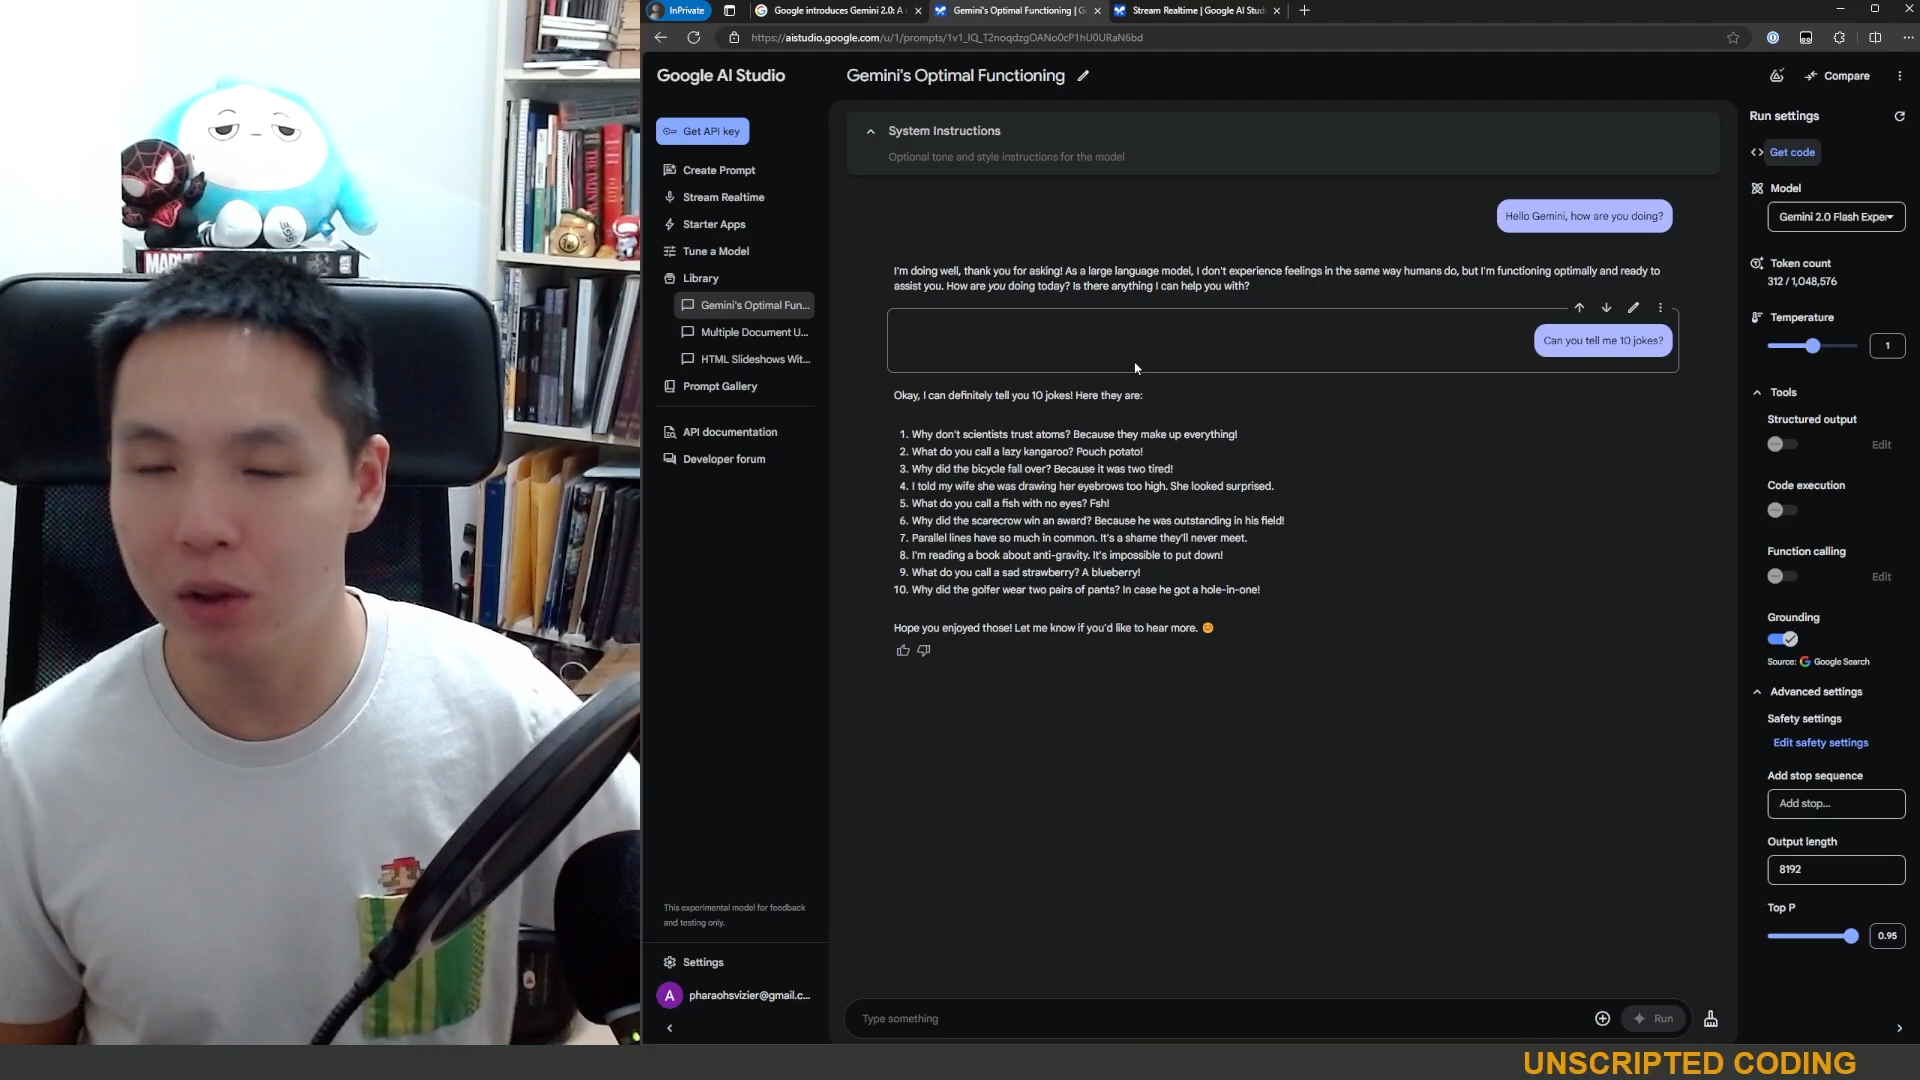 InPrivate
Google introduces Gemini 2.0: A
Gemini's Optimal Functioning | G
Stream Realtime | Google AI Stud
https://aistudio.google.com/u/1/prompts/1v1_IQ_T2noqdzgOANo0cP1hU0URaN6bd
Google AI Studio
Gemini's Optimal Functioning
Compare
Get API key
Create Prompt
Stream Realtime
Starter Apps
Tune a Model
Library
Gemini's Optimal Fun...
Multiple Document U...
HTML Slideshows Wit...
Prompt Gallery
API documentation
Developer forum
This experimental model for feedback
and testing only.
Settings
A
pharaohsvizier@gmail.c...
System Instructions
Optional tone and style instructions for the model
Hello Gemini, how are you doing?
I'm doing well, thank you for asking! As a large language model, I don't experience feelings in the same way humans do, but I'm functioning optimally and ready to
assist you. How are you doing today? Is there anything I can help you with?
Can you tell me 10 jokes?
Okay, I can definitely tell you 10 jokes! Here they are:
1. Why don't scientists trust atoms? Because they make up everything!
2. What do you call a lazy kangaroo? Pouch potato!
3. Why did the bicycle fall over? Because it was two tired!
4. I told my wife she was drawing her eyebrows too high. She looked surprised.
5. What do you call a fish with no eyes? Fsh!
6. Why did the scarecrow win an award? Because he was outstanding in his field!
7. Parallel lines have so much in common. It's a shame they'll never meet.
8. I'm reading a book about anti-gravity. It's impossible to put down!
9. What do you call a sad strawberry? A blueberry!
10. Why did the golfer wear two pairs of pants? In case he got a hole-in-one!
Hope you enjoyed those! Let me know if you'd like to hear more. 😊
Type something
Run
Run settings
Get code
Model
Gemini 2.0 Flash Exper
Token count
312 / 1,048,576
Temperature
1
Tools
Structured output
Edit
Code execution
Function calling
Edit
Grounding
Source: Google Search
Advanced settings
Safety settings
Edit safety settings
Add stop sequence
Add stop...
Output length
8192
Top P
0.95
MARVEL
UNSCRIPTED CODING